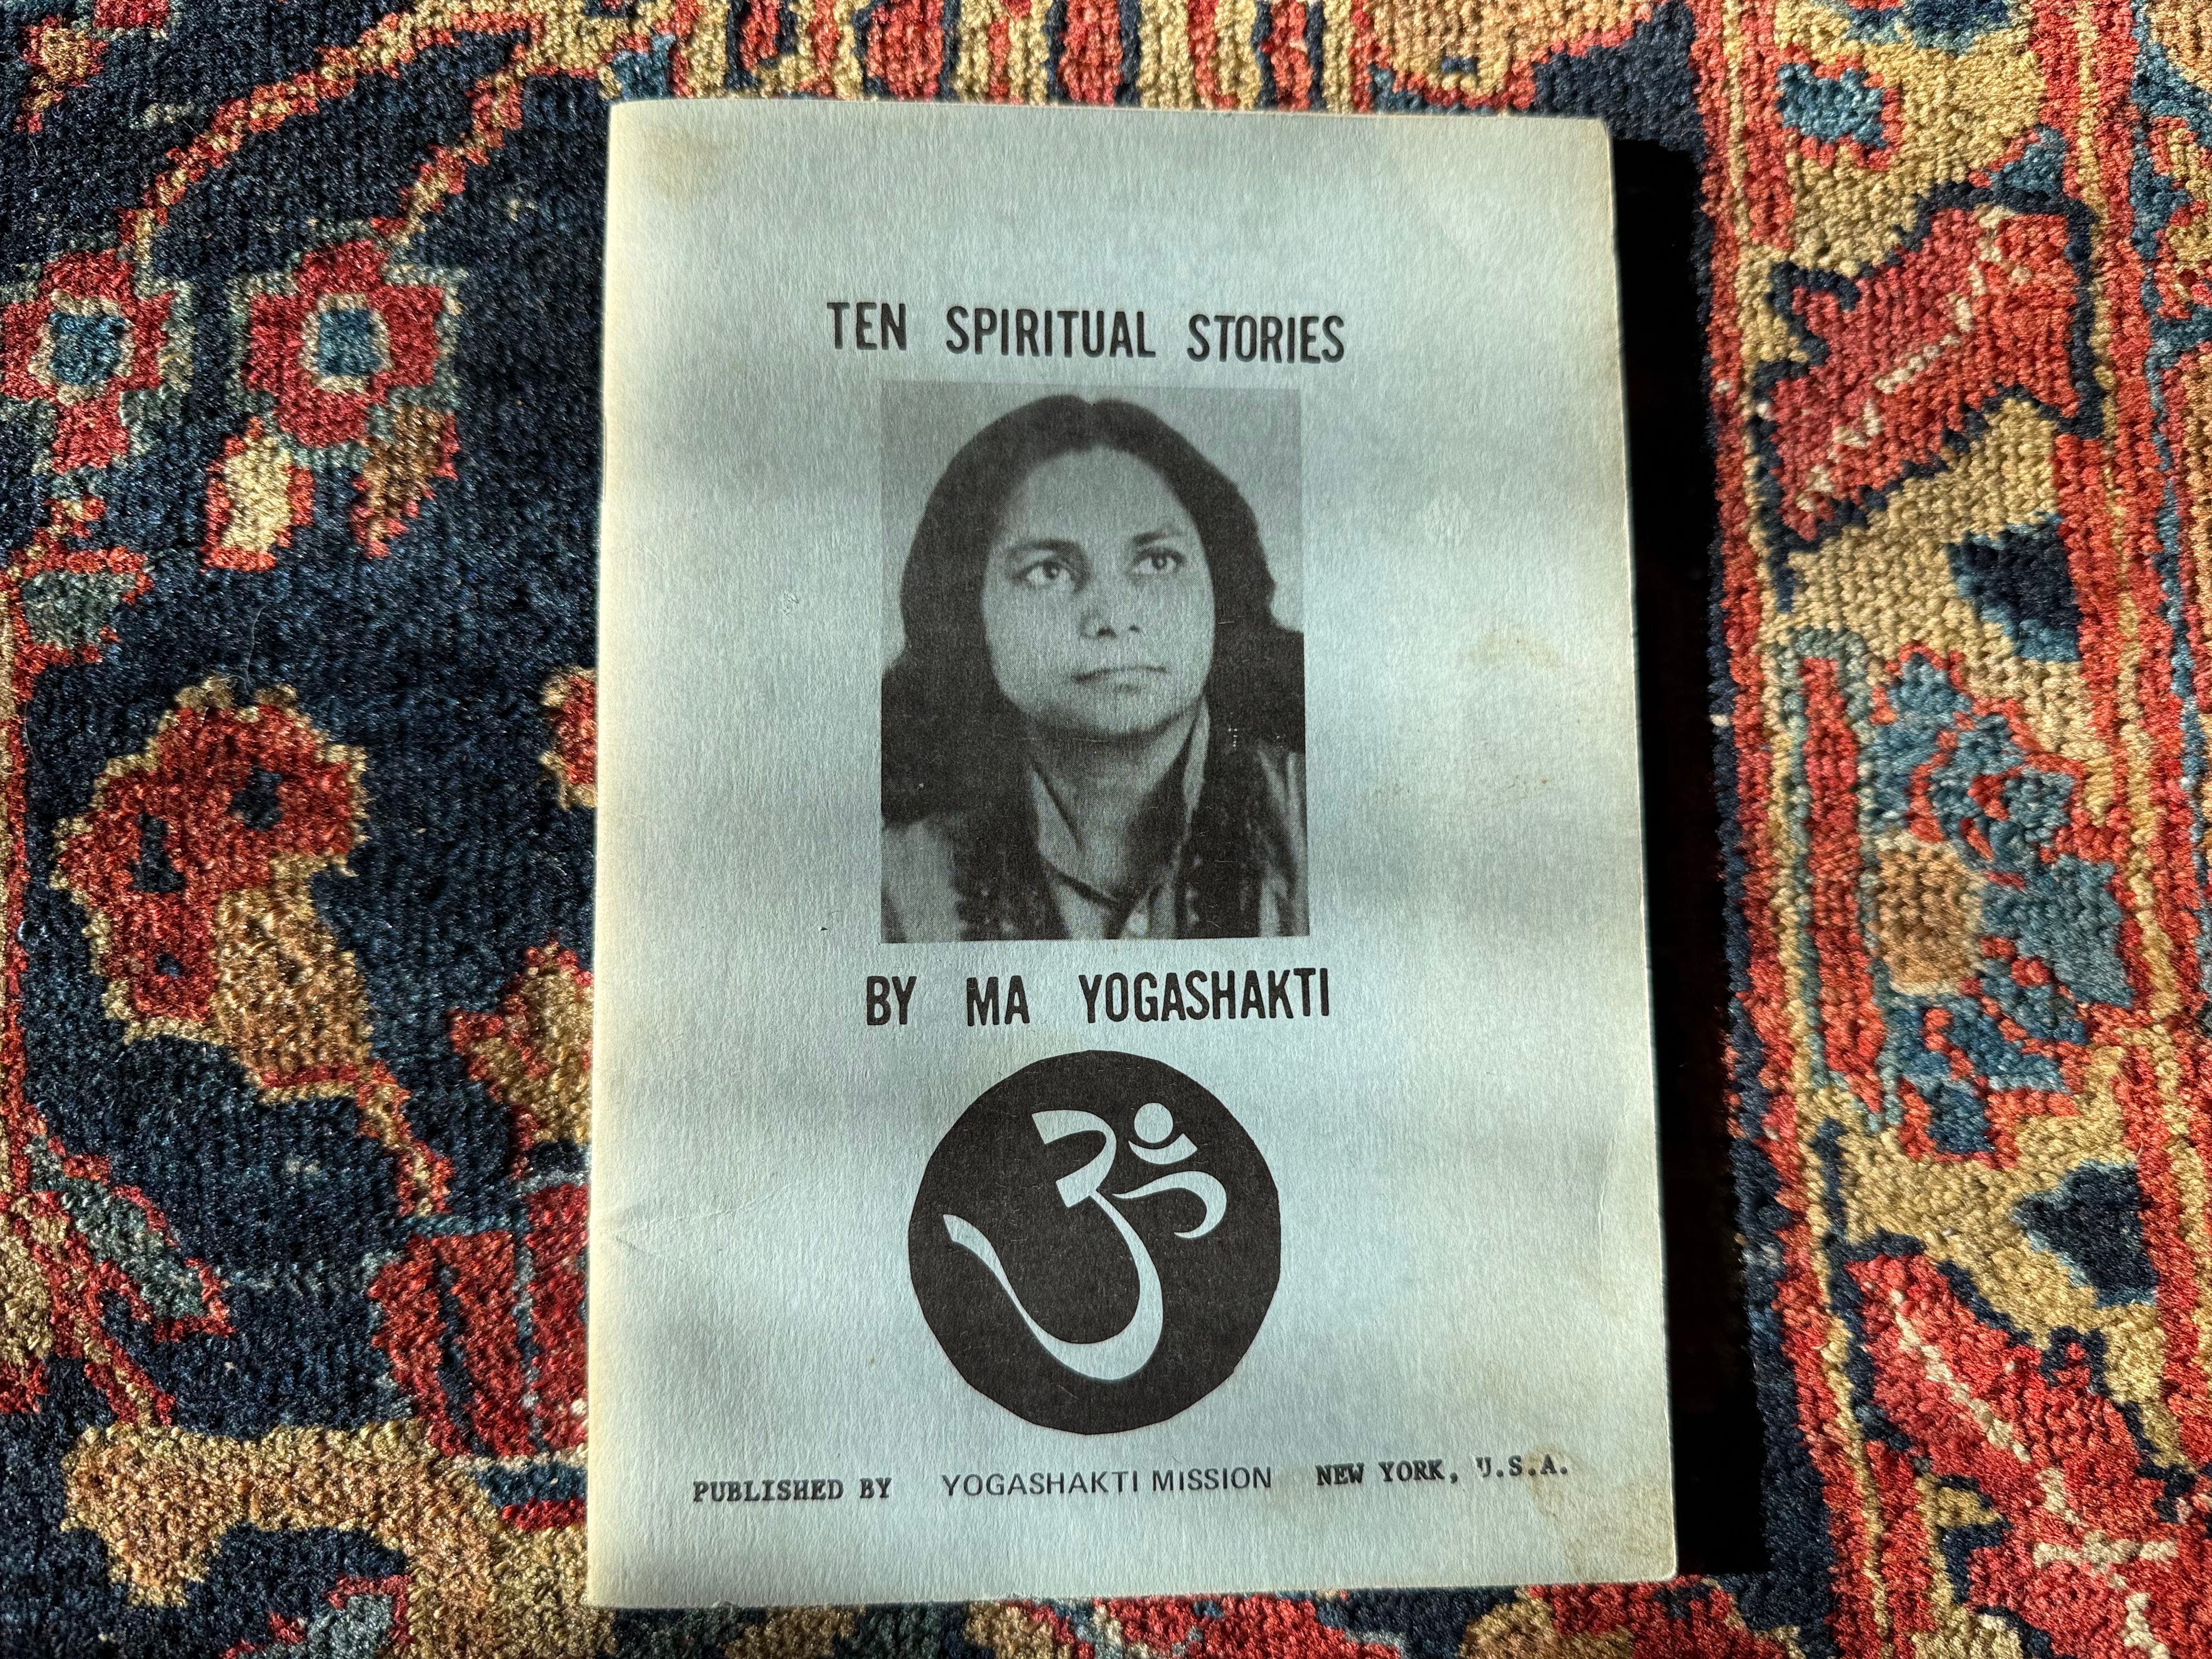 TEN SPIRITUAL STORIES
BY MA YOGASHAKTI
ॐ
PUBLISHED BY YOGASHAKTI MISSION NEW YORK, U.S.A.